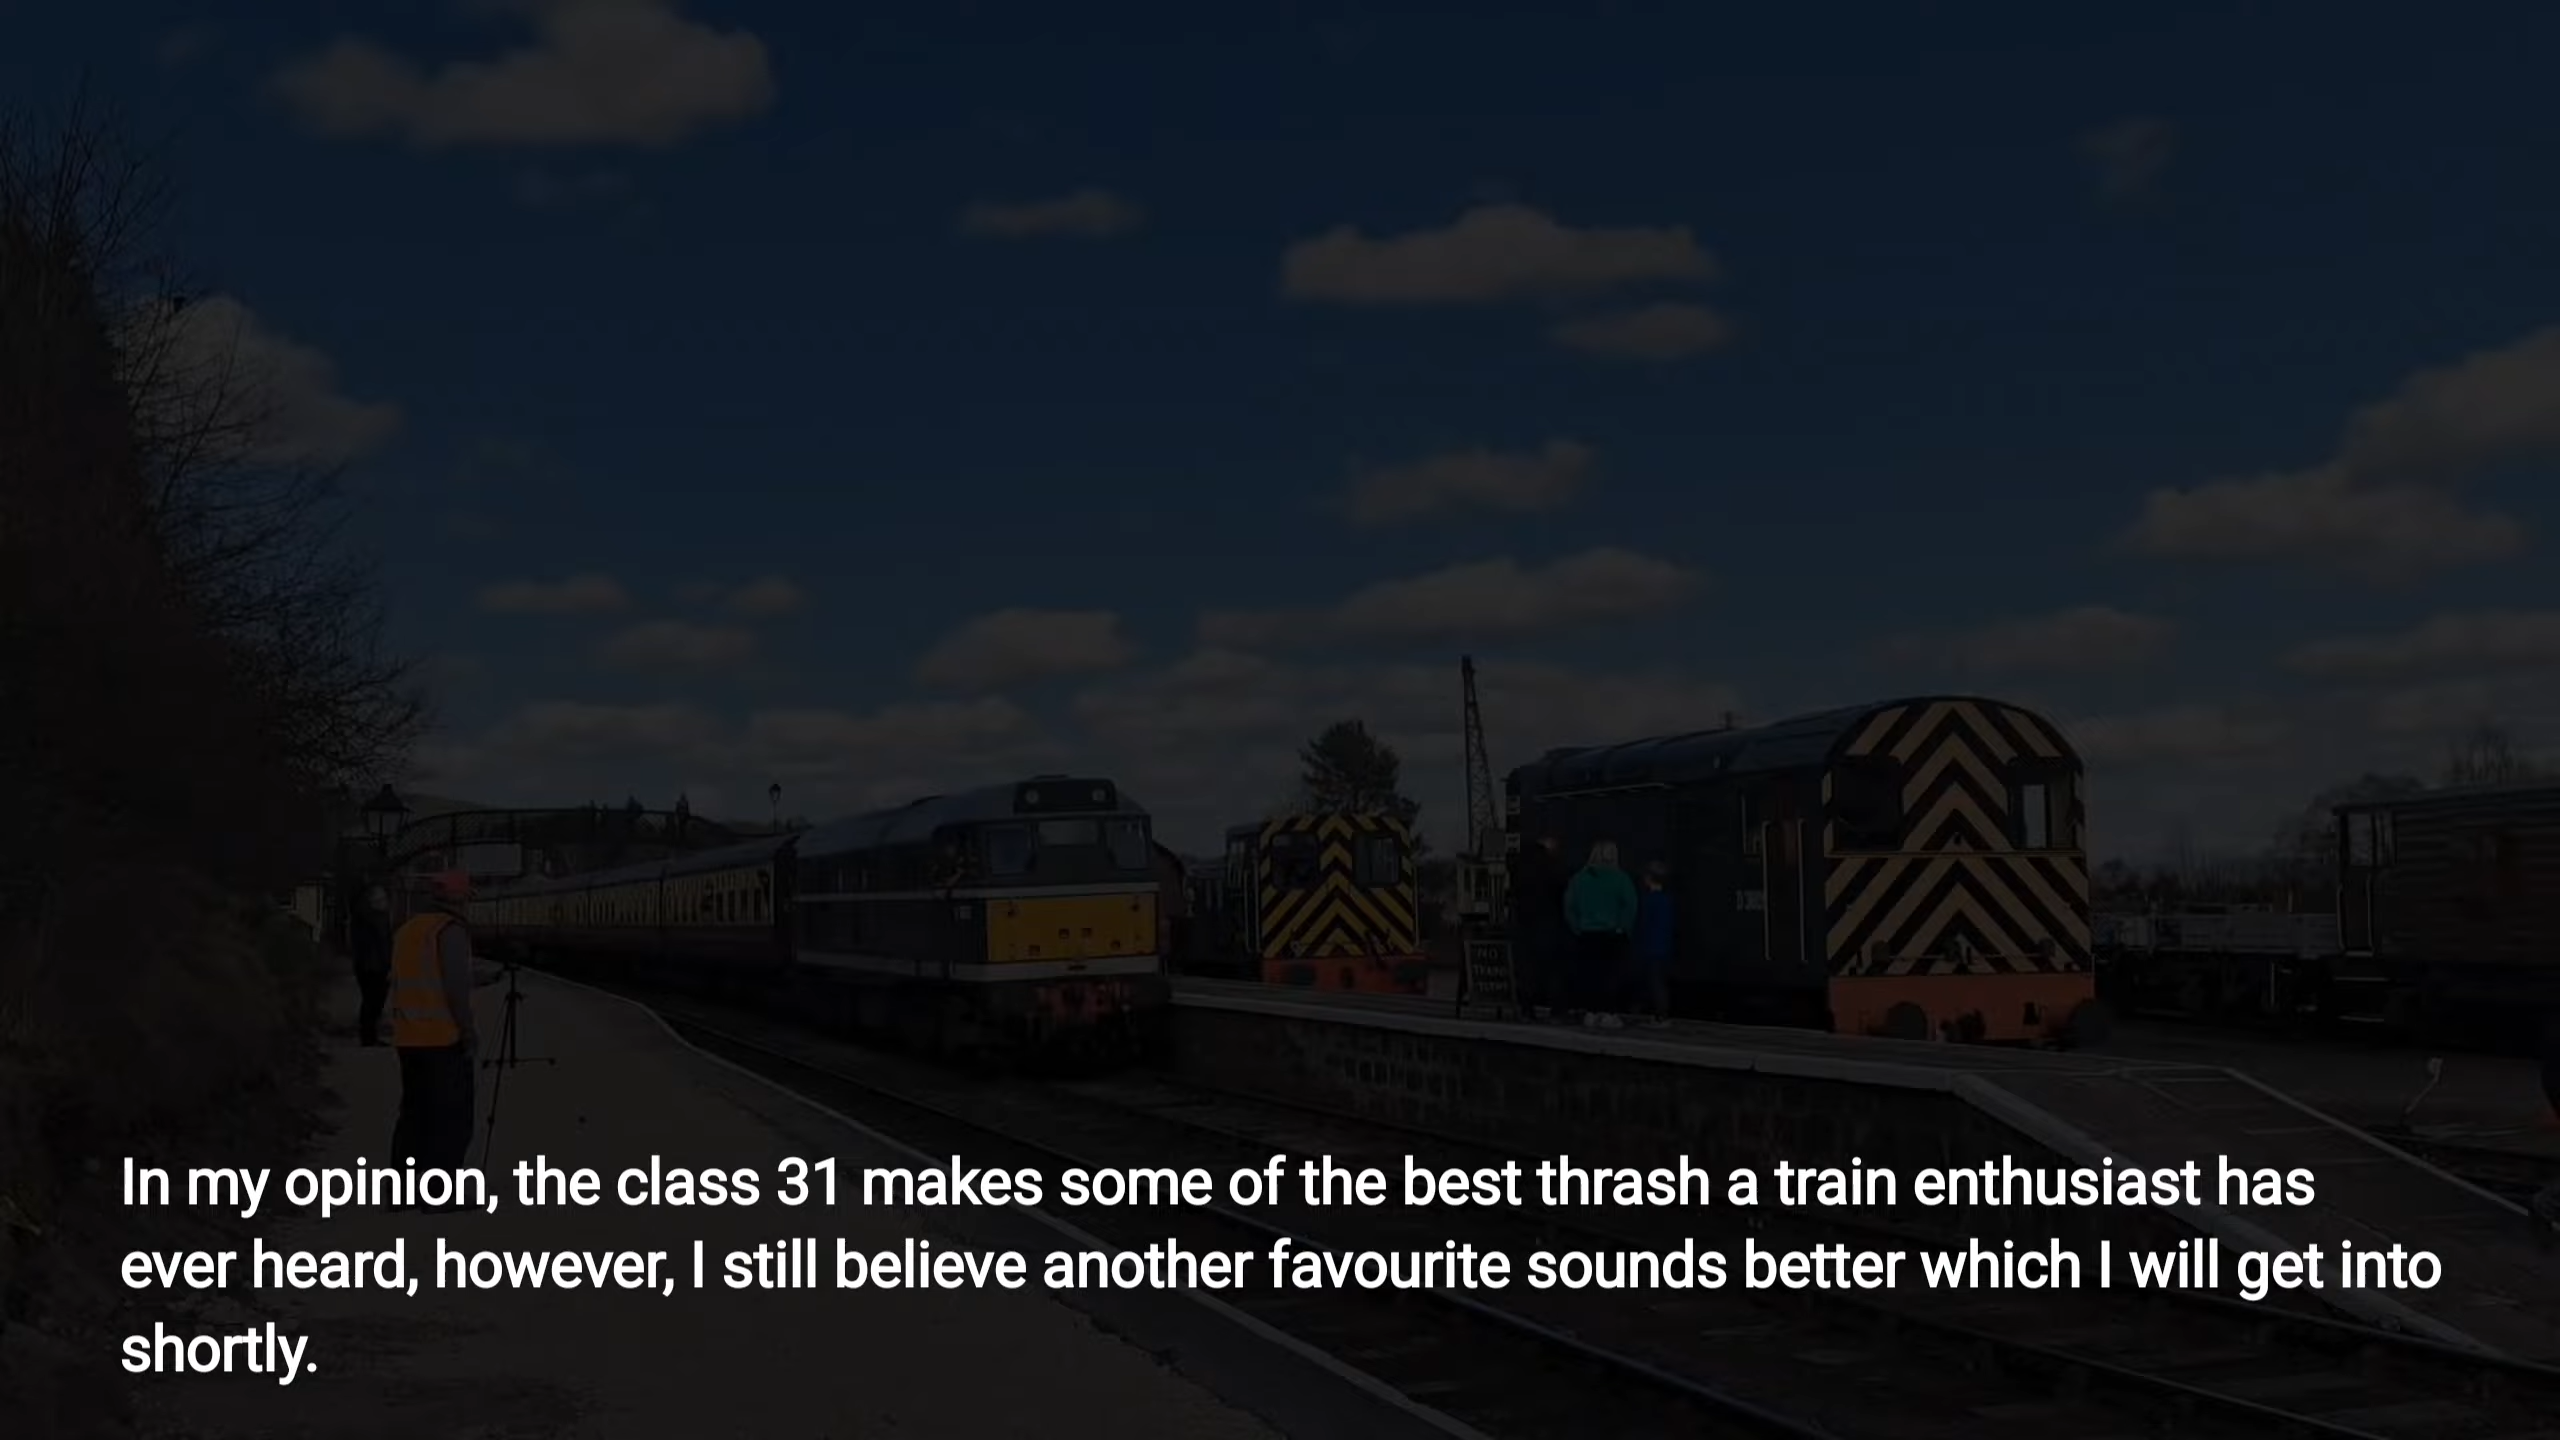 In my opinion, the class 31 makes some of the best thrash a train enthusiast has
ever heard, however, I still believe another favourite sounds better which I will get into
shortly.
NO